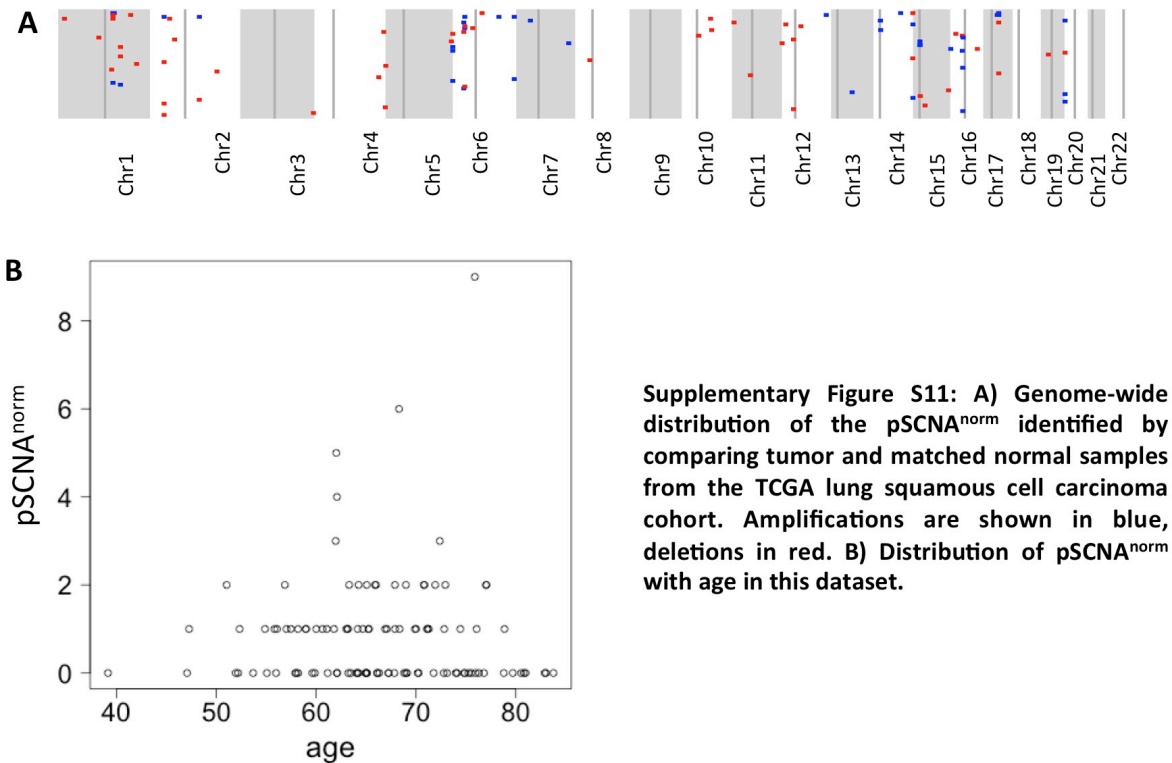 A
Chr1
Chr2
Chr3
Chr4
Chr5
Chr6
Chr7
Chr8
Chr9
Chr10
Chr11
Chr12
Chr13
Chr14
Chr15
Chr16
Chr17
Chr18
Chr19
Chr20
Chr21
Chr22
B
pSCNAnorm
8
6
4
2
0
40 50 60 70 80
age
Supplementary Figure S11: A) Genome-wide
distribution of the pSCNAnorm identified by
comparing tumor and matched normal samples
from the TCGA lung squamous cell carcinoma
cohort. Amplifications are shown in blue,
deletions in red. B) Distribution of pSCNAnorm
with age in this dataset.